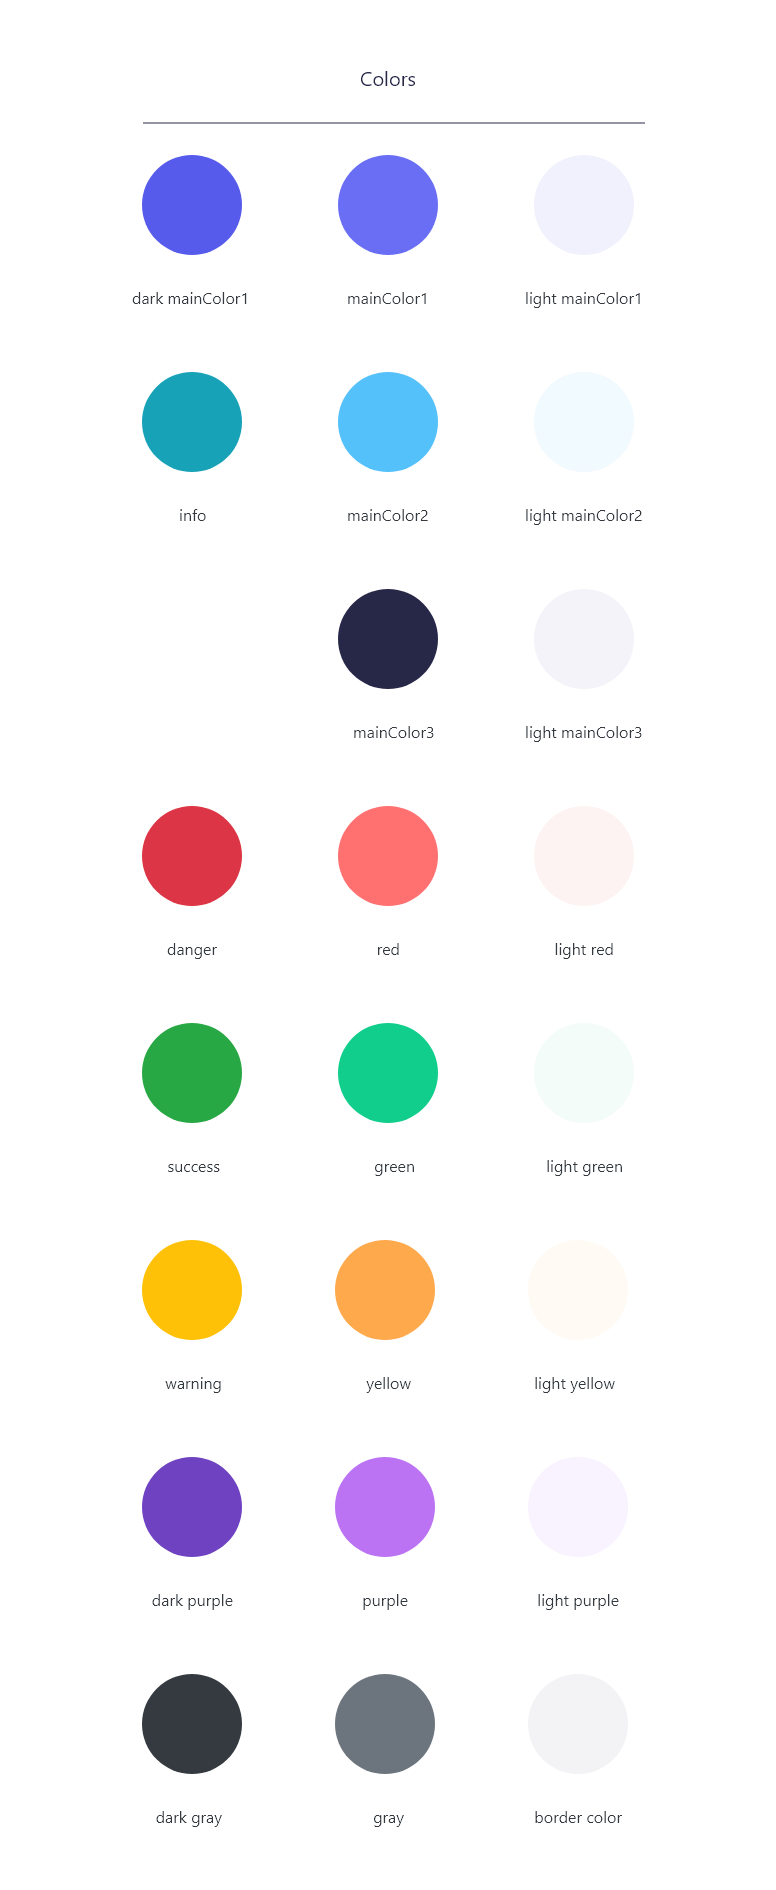 Colors
dark mainColor1
mainColor1
light mainColor1
info
mainColor2
light mainColor2
mainColor3
light mainColor3
danger
red
light red
success
green
light green
warning
yellow
light yellow
dark purple
purple
light purple
dark gray
gray
border color